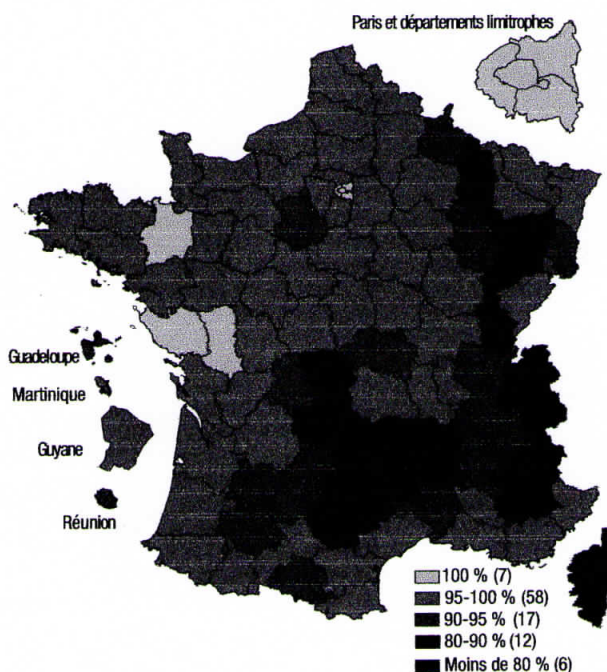 Paris et départements limitrophes
Guadeloupe
Martinique
Guyane
Réunion
100 % (7)
95-100 % (58)
90-95 % (17)
80-90 % (12)
Moins de 80 % (6)